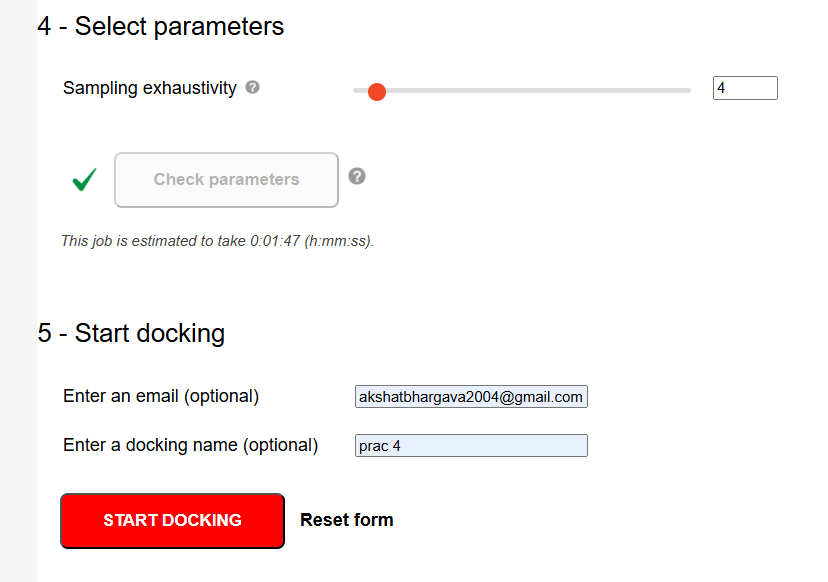 4 - Select parameters
Sampling exhaustivity ?
4
Check parameters ?
This job is estimated to take 0:01:47 (h:mm:ss).
5 - Start docking
Enter an email (optional) akshatbhargava2004@gmail.com
Enter a docking name (optional) prac 4
START DOCKING Reset form